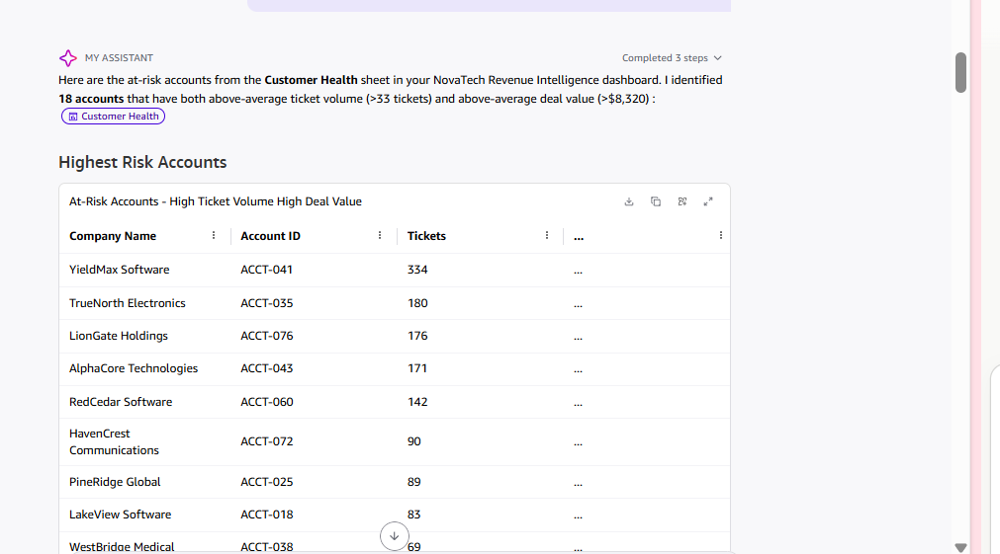 MY ASSISTANT
Completed 3 steps
Here are the at-risk accounts from the Customer Health sheet in your NovaTech Revenue Intelligence dashboard. I identified
18 accounts that have both above-average ticket volume (>33 tickets) and above-average deal value (>$8,320) :
Customer Health
Highest Risk Accounts
At-Risk Accounts - High Ticket Volume High Deal Value
Company Name Account ID Tickets ...
YieldMax Software ACCT-041 334 ...
TrueNorth Electronics ACCT-035 180 ...
LionGate Holdings ACCT-076 176 ...
AlphaCore Technologies ACCT-043 171 ...
RedCedar Software ACCT-060 142 ...
HavenCrest
Communications ACCT-072 90 ...
PineRidge Global ACCT-025 89 ...
LakeView Software ACCT-018 83 ...
WestBridge Medical ACCT-038 69 ...